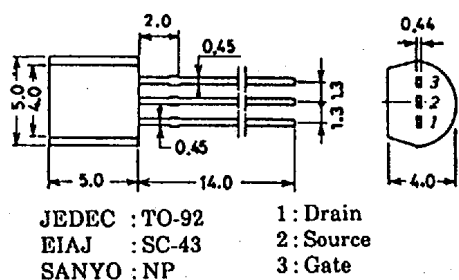 2.0
0.44
0.45
3
2
1
5.0
4.0
1.3
1.3
0.45
5.0
14.0
4.0
JEDEC : TO-92
EIAJ : SC-43
SANYO : NP
1 : Drain
2 : Source
3 : Gate